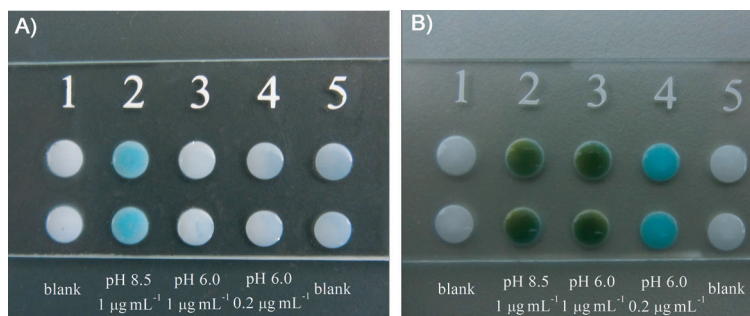 A)
1 2 3 4 5
blank pH 8.5 pH 6.0 pH 6.0 blank
1 μg mL⁻¹ 1 μg mL⁻¹ 0.2 μg mL⁻¹
B)
1 2 3 4 5
blank pH 8.5 pH 6.0 pH 6.0 blank
1 μg mL⁻¹ 1 μg mL⁻¹ 0.2 μg mL⁻¹